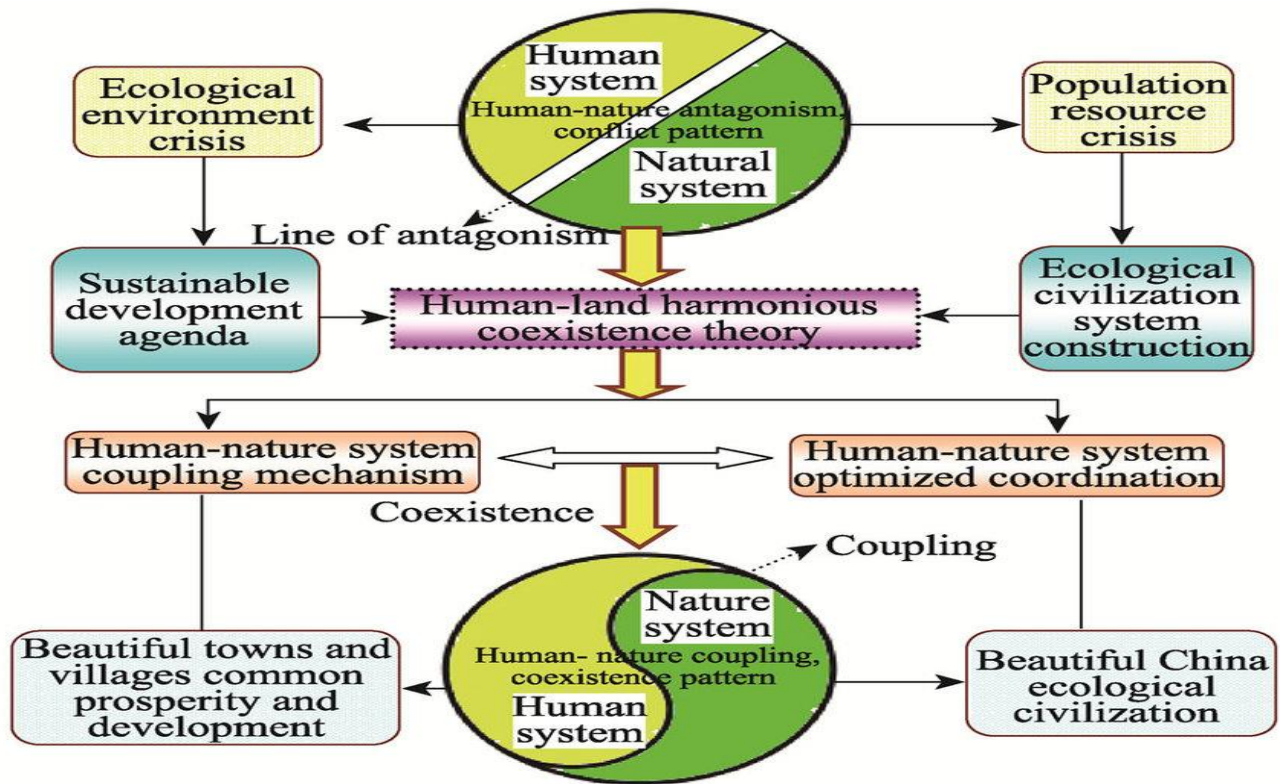 Human
system
Human-nature antagonism,
conflict pattern
Natural
system
Ecological
environment
crisis
Population
resource
crisis
Line of antagonism
Sustainable
development
agenda
Human-land harmonious
coexistence theory
Ecological
civilization
system
construction
Human-nature system
coupling mechanism
Human-nature system
optimized coordination
Coexistence
Coupling
Nature
system
Human- nature coupling,
coexistence pattern
Human
system
Beautiful towns and
villages common
prosperity and
development
Beautiful China
ecological
civilization